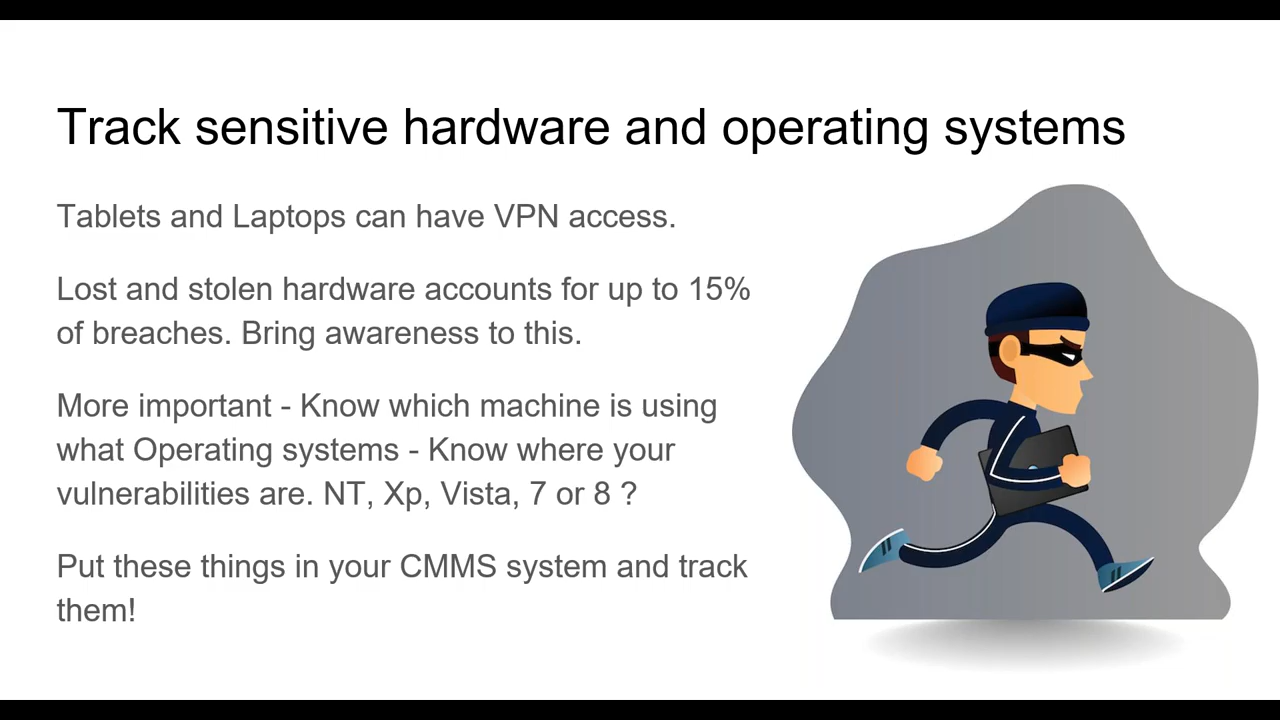 Track sensitive hardware and operating systems
Tablets and Laptops can have VPN access.
Lost and stolen hardware accounts for up to 15%
of breaches. Bring awareness to this.
More important - Know which machine is using
what Operating systems - Know where your
vulnerabilities are. NT, Xp, Vista, 7 or 8 ?
Put these things in your CMMS system and track
them!